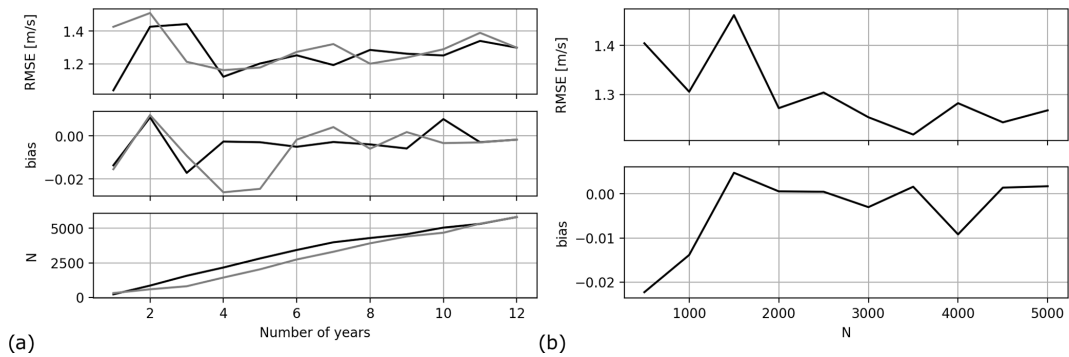 RMSE [m/s]
1.4
1.2
bias
0.00
−0.02
N
5000
2500
0
2 4 6 8 10 12
Number of years
(a)
RMSE [m/s]
1.4
1.3
bias
0.00
−0.01
−0.02
1000 2000 3000 4000 5000
N
(b)